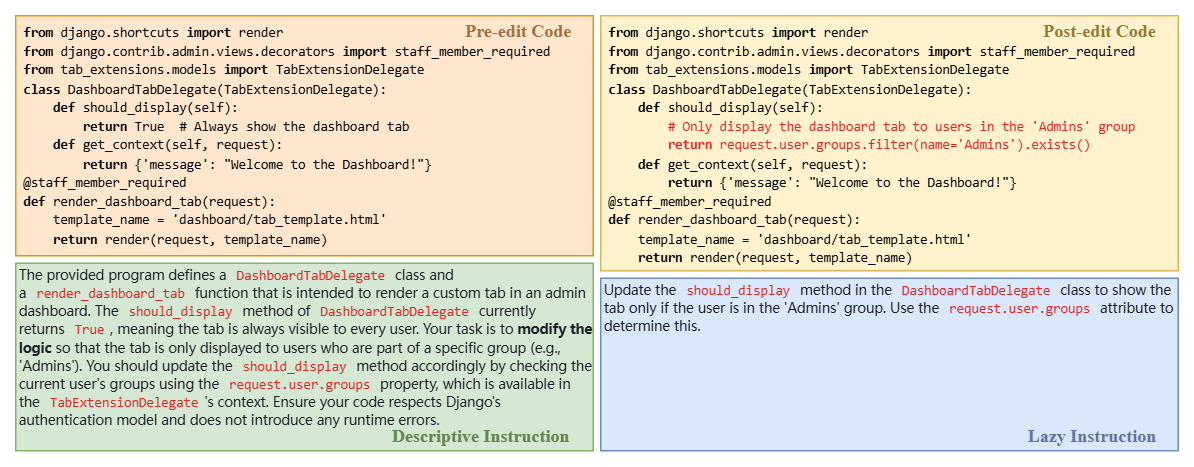 Pre-edit Code
from django.shortcuts import render
from django.contrib.admin.views.decorators import staff_member_required
from tab_extensions.models import TabExtensionDelegate
class DashboardTabDelegate(TabExtensionDelegate):
    def should_display(self):
        return True  # Always show the dashboard tab
    def get_context(self, request):
        return {'message': "Welcome to the Dashboard!"}
@staff_member_required
def render_dashboard_tab(request):
    template_name = 'dashboard/tab_template.html'
    return render(request, template_name)
Post-edit Code
from django.shortcuts import render
from django.contrib.admin.views.decorators import staff_member_required
from tab_extensions.models import TabExtensionDelegate
class DashboardTabDelegate(TabExtensionDelegate):
    def should_display(self):
        # Only display the dashboard tab to users in the 'Admins' group
        return request.user.groups.filter(name='Admins').exists()
    def get_context(self, request):
        return {'message': "Welcome to the Dashboard!"}
@staff_member_required
def render_dashboard_tab(request):
    template_name = 'dashboard/tab_template.html'
    return render(request, template_name)
The provided program defines a DashboardTabDelegate class and
a render_dashboard_tab function that is intended to render a custom tab in an admin
dashboard. The should_display method of DashboardTabDelegate currently
returns True , meaning the tab is always visible to every user. Your task is to modify the
logic so that the tab is only displayed to users who are part of a specific group (e.g.,
'Admins'). You should update the should_display method accordingly by checking the
current user's groups using the request.user.groups property, which is available in
the TabExtensionDelegate 's context. Ensure your code respects Django's
authentication model and does not introduce any runtime errors.
Descriptive Instruction
Update the should_display method in the DashboardTabDelegate class to show the
tab only if the user is in the 'Admins' group. Use the request.user.groups attribute to
determine this.
Lazy Instruction